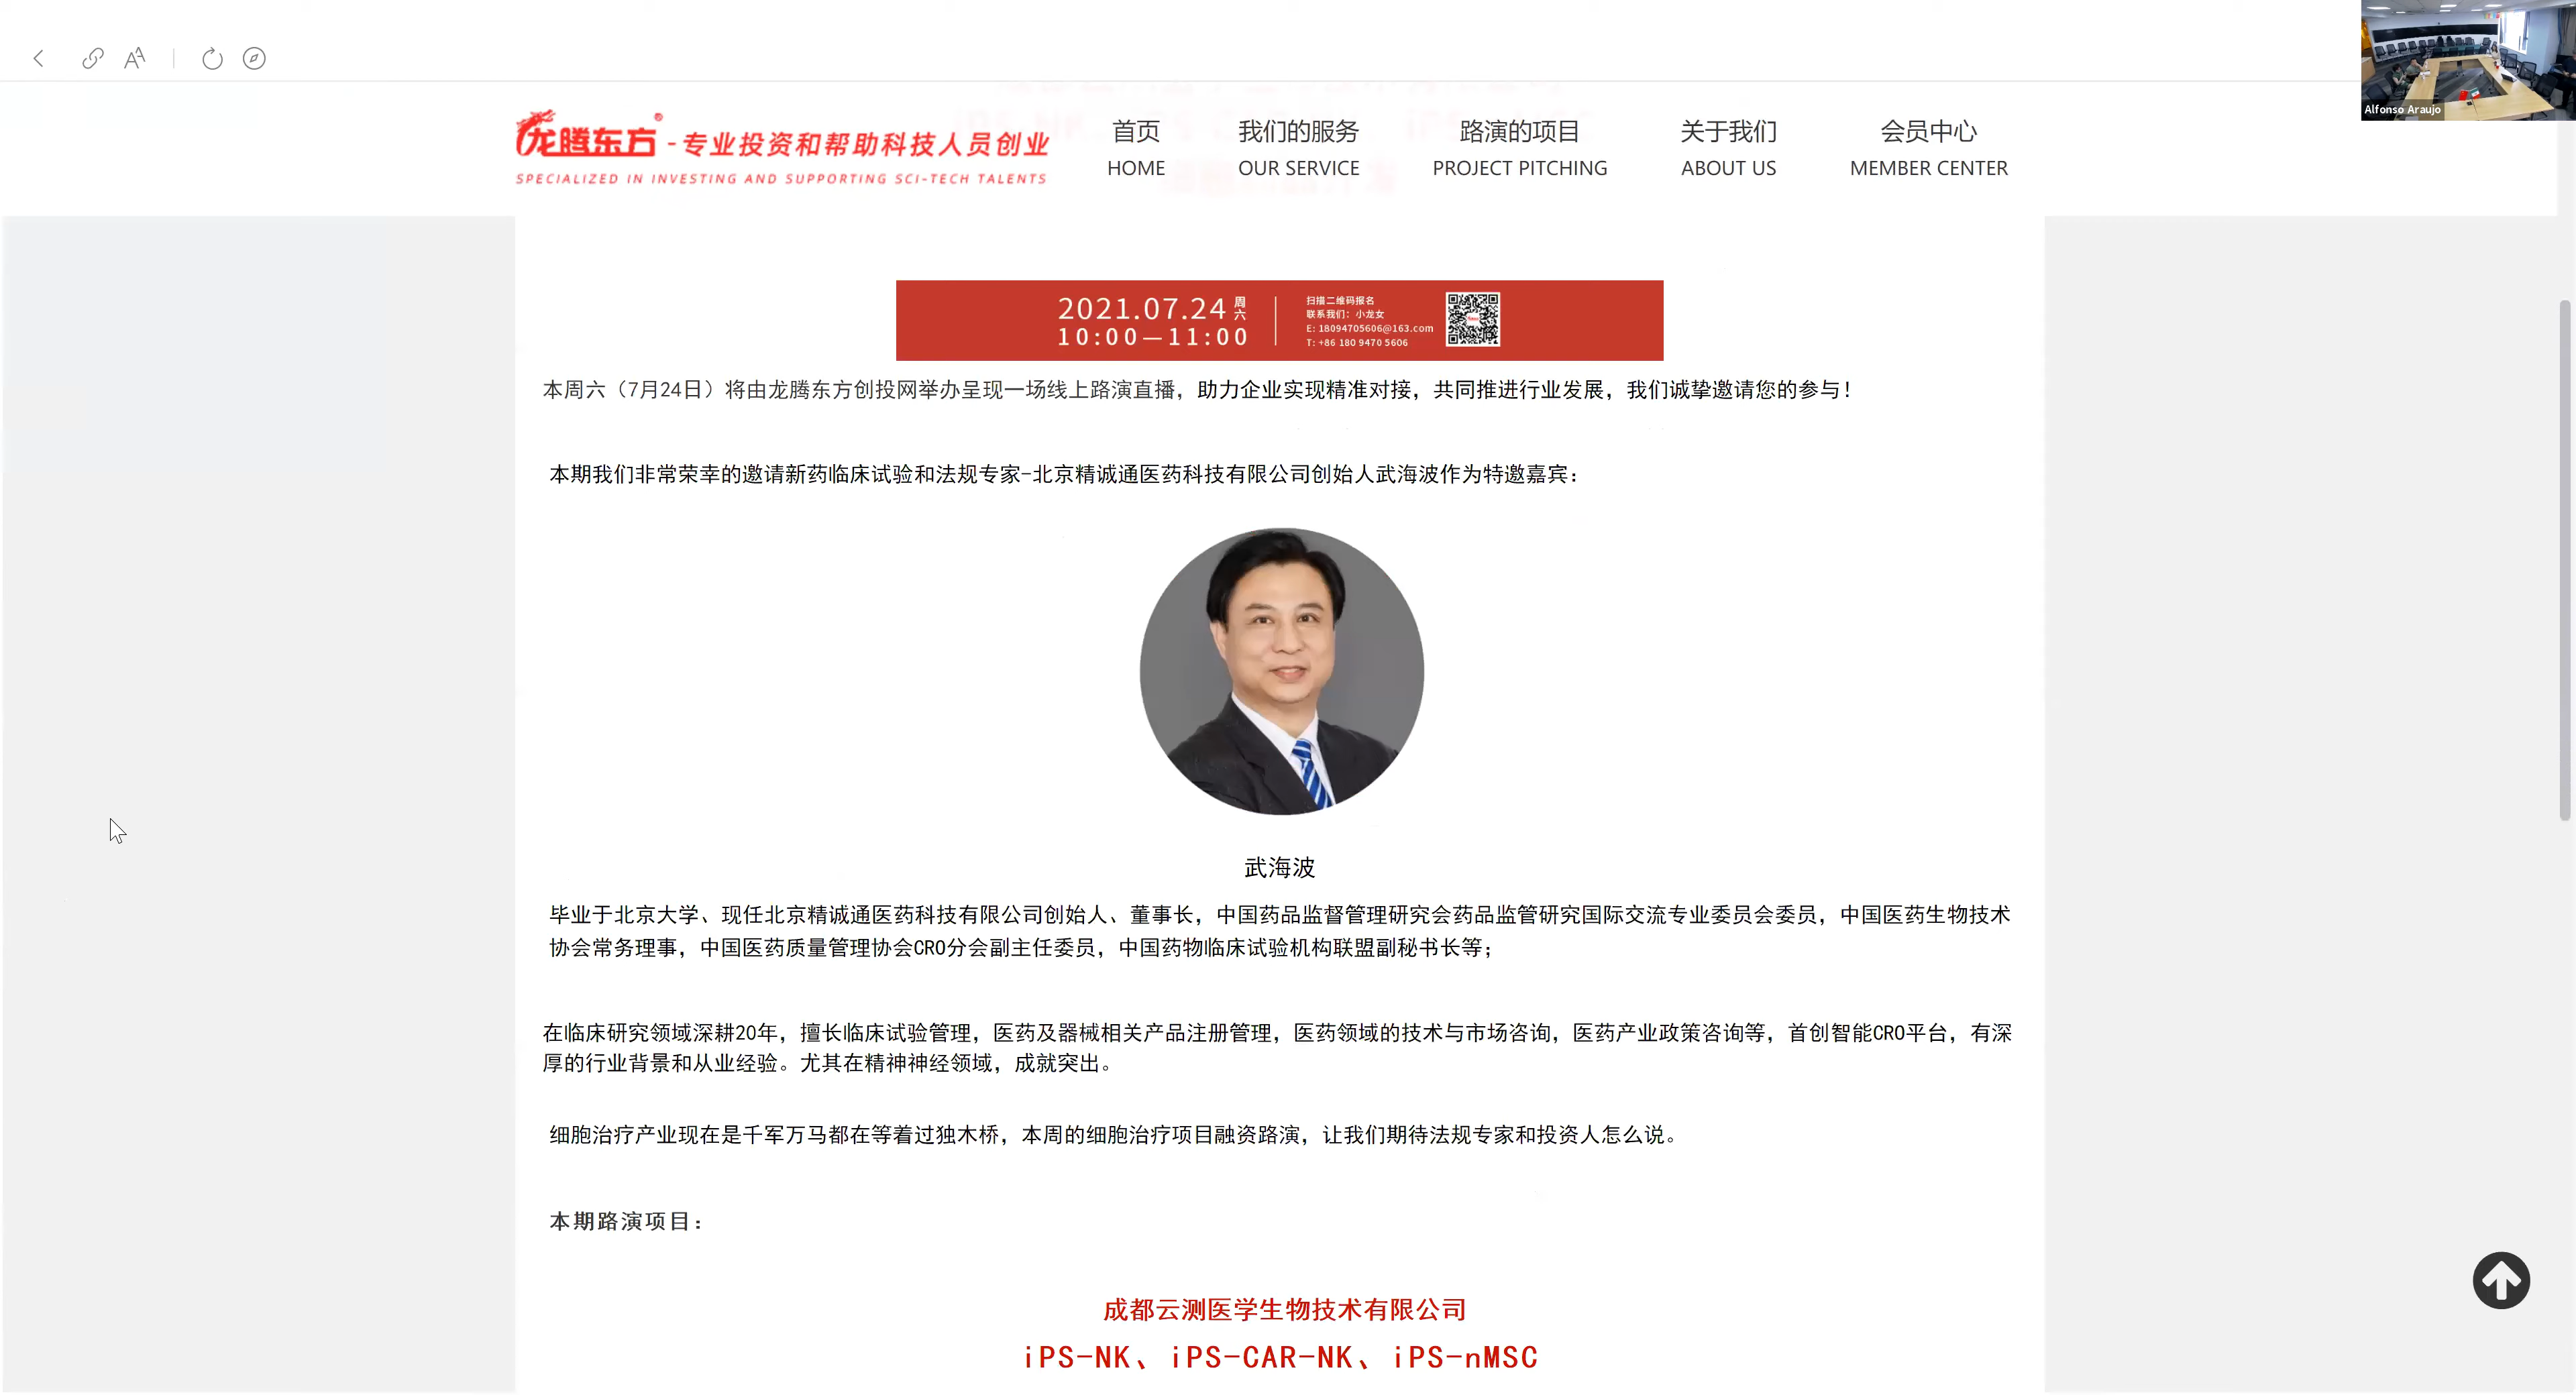 Alfonso Araujo
龙腾东方® -专业投资和帮助科技人员创业
SPECIALIZED IN INVESTING AND SUPPORTING SCI-TECH TALENTS
首页 我们的服务 路演的项目 关于我们 会员中心
HOME OUR SERVICE PROJECT PITCHING ABOUT US MEMBER CENTER
2021.07.24 周六
10:00—11:00
扫描二维码报名
联系我们: 小龙女
E: 18094705606@163.com
T: +86 180 9470 5606
本周六（7月24日）将由龙腾东方创投网举办呈现一场线上路演直播，助力企业实现精准对接，共同推进行业发展，我们诚挚邀请您的参与！
本期我们非常荣幸的邀请新药临床试验和法规专家-北京精诚通医药科技有限公司创始人武海波作为特邀嘉宾：
武海波
毕业于北京大学、现任北京精诚通医药科技有限公司创始人、董事长，中国药品监督管理研究会药品监管研究国际交流专业委员会委员，中国医药生物技术
协会常务理事，中国医药质量管理协会CRO分会副主任委员，中国药物临床试验机构联盟副秘书长等；
在临床研究领域深耕20年，擅长临床试验管理，医药及器械相关产品注册管理，医药领域的技术与市场咨询，医药产业政策咨询等，首创智能CRO平台，有深
厚的行业背景和从业经验。尤其在精神神经领域，成就突出。
细胞治疗产业现在是千军万马都在等着过独木桥，本周的细胞治疗项目融资路演，让我们期待法规专家和投资人怎么说。
本期路演项目：
成都云测医学生物技术有限公司
iPS-NK、iPS-CAR-NK、iPS-nMSC